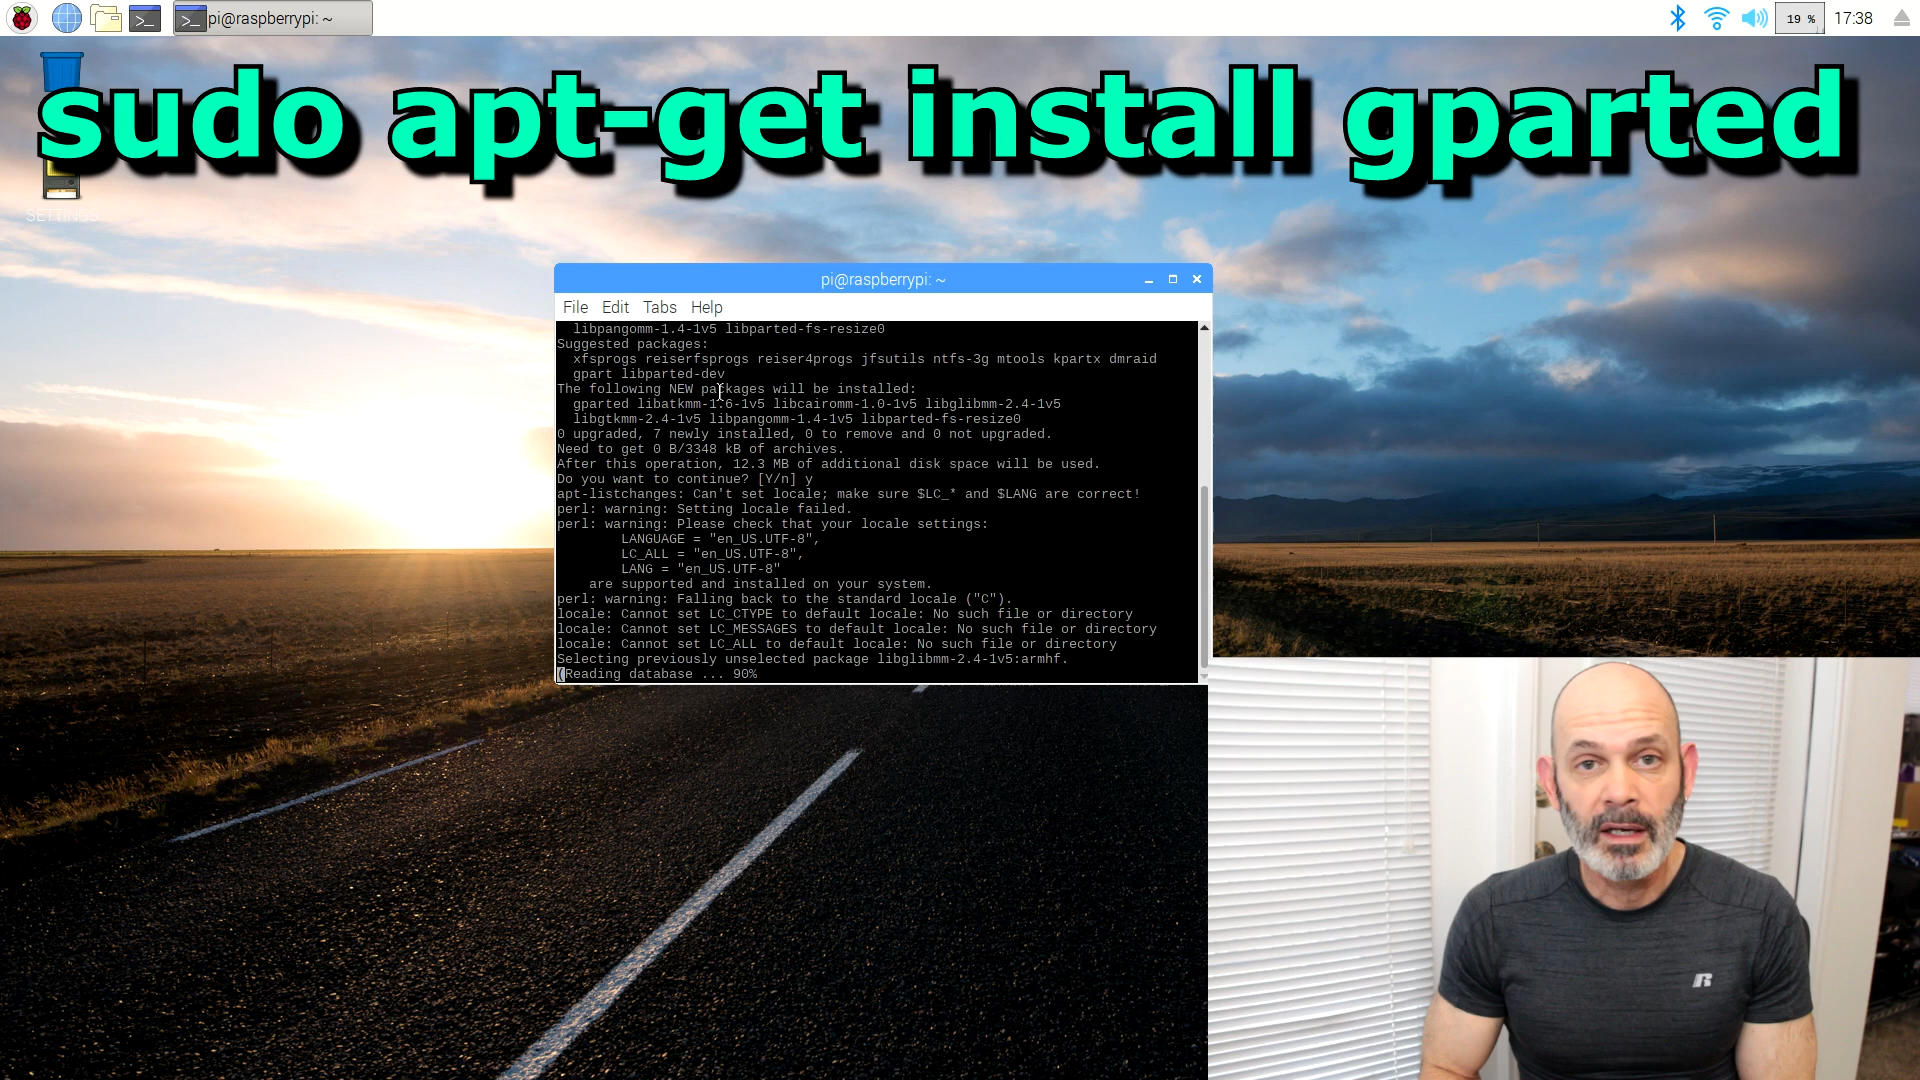 pi@raspberrypi: ~
19 %
17:38
sudo apt-get install gparted
SETTINGS
pi@raspberrypi: ~
File Edit Tabs Help
libpangomm-1.4-1v5 libparted-fs-resize0
Suggested packages:
xfsprogs reiserfsprogs reiser4progs jfsutils ntfs-3g mtools kpartx dmraid
gpart libparted-dev
The following NEW packages will be installed:
gparted libatkmm-1.6-1v5 libcairomm-1.0-1v5 libglibmm-2.4-1v5
libgtkmm-2.4-1v5 libpangomm-1.4-1v5 libparted-fs-resize0
0 upgraded, 7 newly installed, 0 to remove and 0 not upgraded.
Need to get 0 B/3348 kB of archives.
After this operation, 12.3 MB of additional disk space will be used.
Do you want to continue? [Y/n] y
apt-listchanges: Can't set locale; make sure $LC_* and $LANG are correct!
perl: warning: Setting locale failed.
perl: warning: Please check that your locale settings:
LANGUAGE = "en_US.UTF-8",
LC_ALL = "en_US.UTF-8",
LANG = "en_US.UTF-8"
are supported and installed on your system.
perl: warning: Falling back to the standard locale ("C").
locale: Cannot set LC_CTYPE to default locale: No such file or directory
locale: Cannot set LC_MESSAGES to default locale: No such file or directory
locale: Cannot set LC_ALL to default locale: No such file or directory
Selecting previously unselected package libglibmm-2.4-1v5:armhf.
(Reading database ... 90%
R